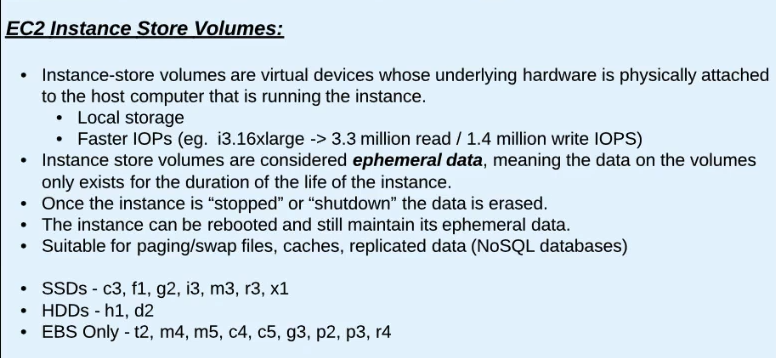 EC2 Instance Store Volumes:
• Instance-store volumes are virtual devices whose underlying hardware is physically attached
to the host computer that is running the instance.
• Local storage
• Faster IOPs (eg. i3.16xlarge -> 3.3 million read / 1.4 million write IOPS)
• Instance store volumes are considered ephemeral data, meaning the data on the volumes
only exists for the duration of the life of the instance.
• Once the instance is “stopped” or “shutdown” the data is erased.
• The instance can be rebooted and still maintain its ephemeral data.
• Suitable for paging/swap files, caches, replicated data (NoSQL databases)
• SSDs - c3, f1, g2, i3, m3, r3, x1
• HDDs - h1, d2
• EBS Only - t2, m4, m5, c4, c5, g3, p2, p3, r4